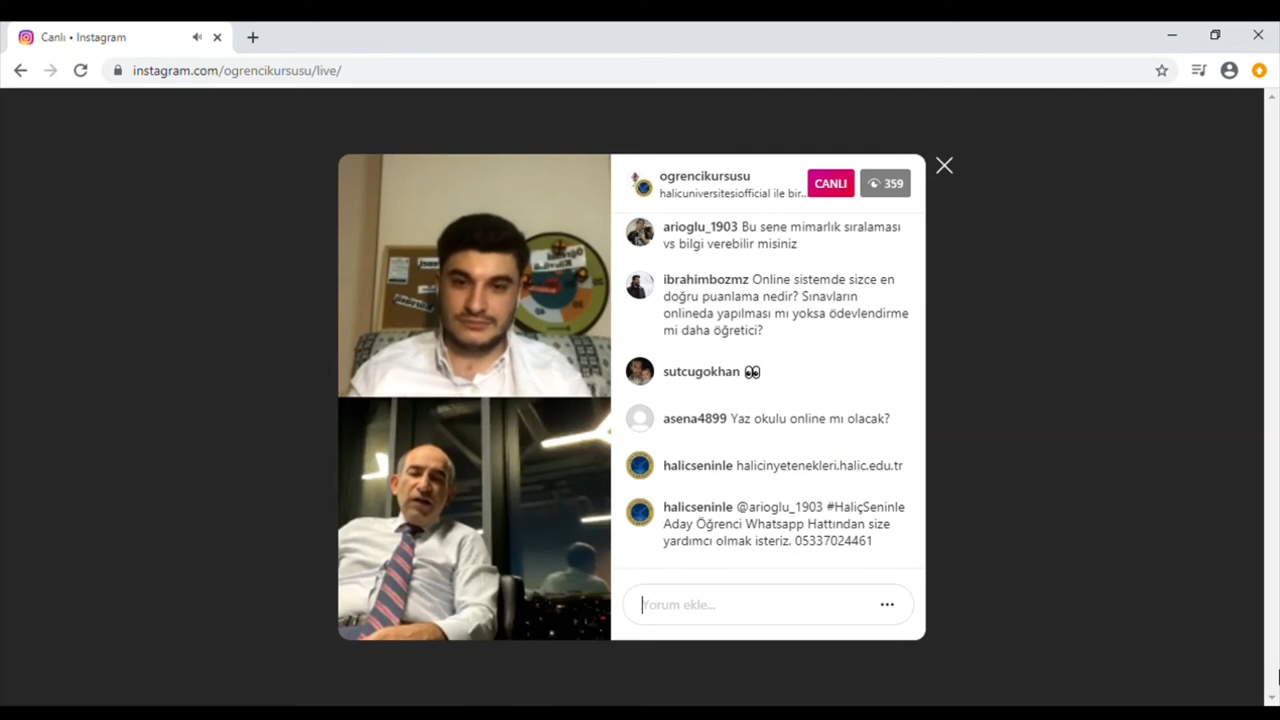 Canlı • Instagram
instagram.com/ogrencikursusu/live/
ogrencikursusu
halicuniversitesiofficial ile bir..
CANLI
359
arioglu_1903 Bu sene mimarlık sıralaması
vs bilgi verebilir misiniz
ibrahimbozmz Online sistemde sizce en
doğru puanlama nedir? Sınavların
onlineda yapılması mı yoksa ödevlendirme
mi daha öğretici?
sutcugokhan 👀
asena4899 Yaz okulu online mı olacak?
halicseninle halicinyetenekleri.halic.edu.tr
halicseninle @arioglu_1903 #HaliçSeninle
Aday Öğrenci Whatsapp Hattından size
yardımcı olmak isteriz. 05337024461
Yorum ekle...